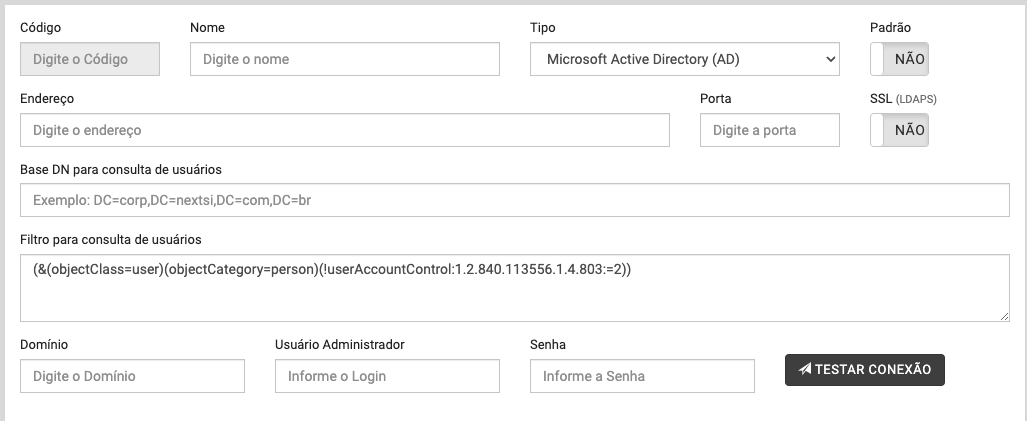 Código Nome Tipo Padrão
Digite o Código Digite o nome Microsoft Active Directory (AD) NÃO
Endereço Porta SSL (LDAPS)
Digite o endereço Digite a porta NÃO
Base DN para consulta de usuários
Exemplo: DC=corp,DC=nextsi,DC=com,DC=br
Filtro para consulta de usuários
(&(objectClass=user)(objectCategory=person)(!userAccountControl:1.2.840.113556.1.4.803:=2))
Domínio Usuário Administrador Senha
Digite o Domínio Informe o Login Informe a Senha TESTAR CONEXÃO